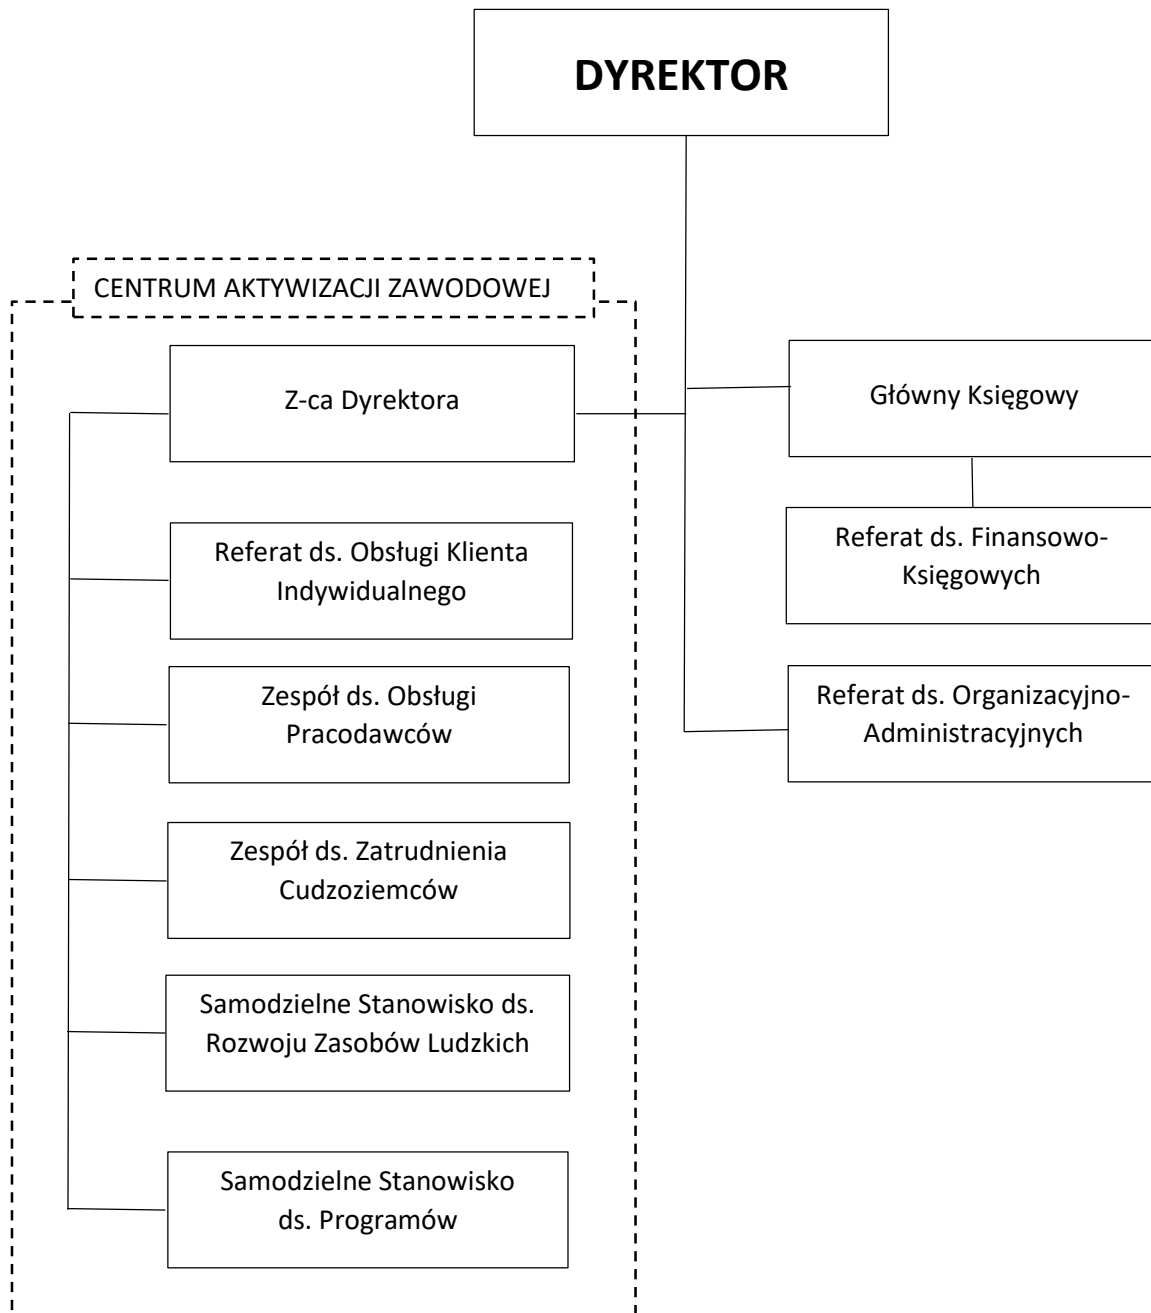 DYREKTOR
CENTRUM AKTYWIZACJI ZAWODOWEJ
Z-ca Dyrektora
Referat ds. Obsługi Klienta
Indywidualnego
Zespół ds. Obsługi
Pracodawców
Zespół ds. Zatrudnienia
Cudzoziemców
Samodzielne Stanowisko ds.
Rozwoju Zasobów Ludzkich
Samodzielne Stanowisko
ds. Programów
Główny Księgowy
Referat ds. Finansowo-
Księgowych
Referat ds. Organizacyjno-
Administracyjnych